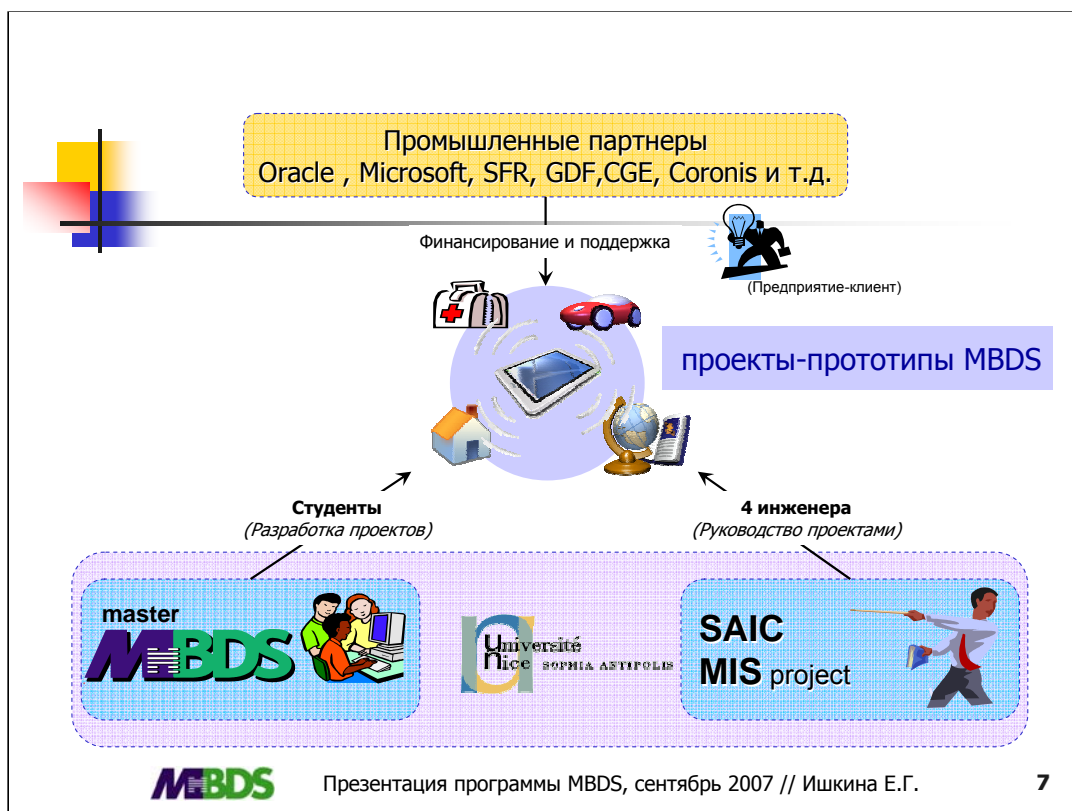 Промышленные партнеры
Oracle , Microsoft, SFR, GDF,CGE, Coronis и т.д.
Финансирование и поддержка
(Предприятие-клиент)
проекты-прототипы MBDS
Студенты
(Разработка проектов)
4 инженера
(Руководство проектами)
master
MBDS
Université
Nice SOPHIA ANTIPOLIS
SAIC
MIS project
MBDS
Презентация программы MBDS, сентябрь 2007 // Ишкина Е.Г.
7